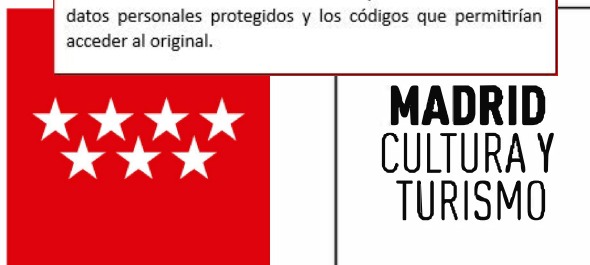 datos personales protegidos y los códigos que permitirían
acceder al original.
MADRID
CULTURA Y
TURISMO